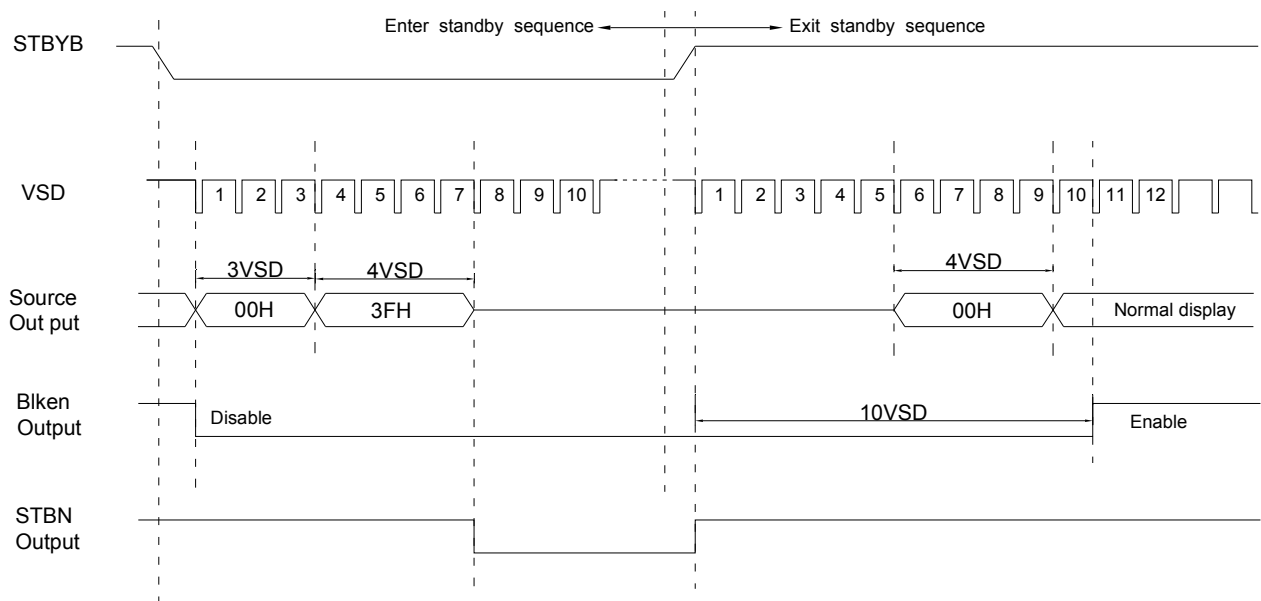 Enter standby sequence
Exit standby sequence
STBYB
VSD
1 2 3 4 5 6 7 8 9 10
1 2 3 4 5 6 7 8 9 10 11 12
3VSD
4VSD
4VSD
Source
Out put
00H
3FH
00H
Normal display
Blken
Output
Disable
10VSD
Enable
STBN
Output